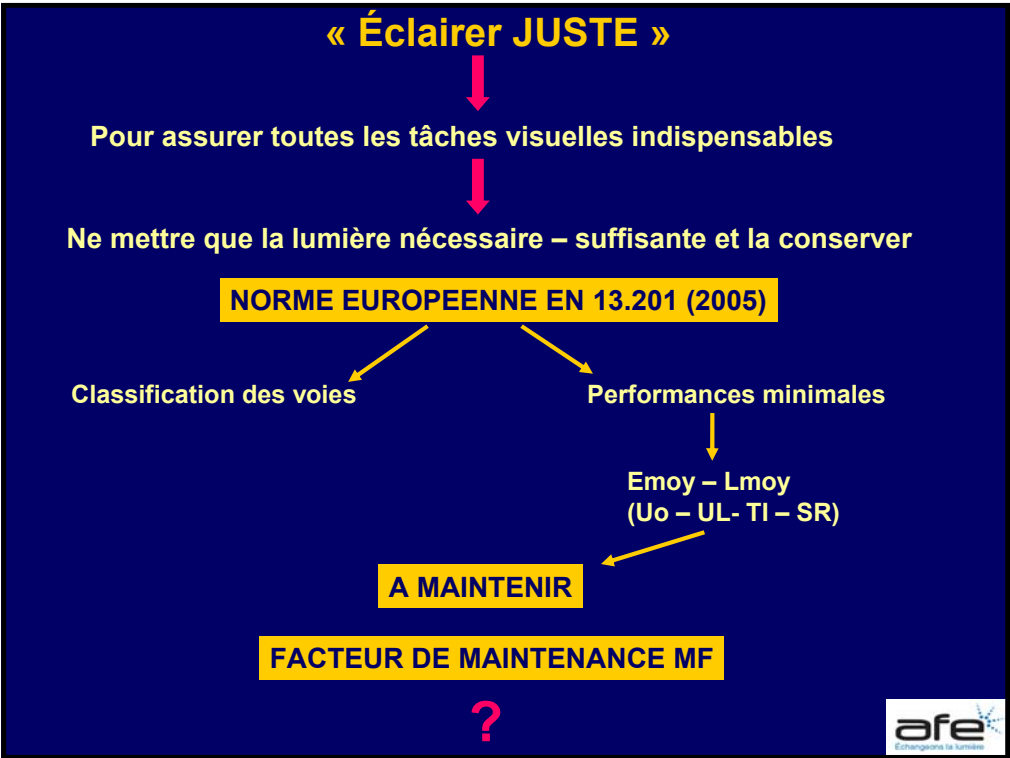 « Éclairer JUSTE »
Pour assurer toutes les tâches visuelles indispensables
Ne mettre que la lumière nécessaire – suffisante et la conserver
NORME EUROPEENNE EN 13.201 (2005)
Classification des voies
Performances minimales
Emoy – Lmoy
(Uo – UL- TI – SR)
A MAINTENIR
FACTEUR DE MAINTENANCE MF
?
afe
Échangeons la lumière